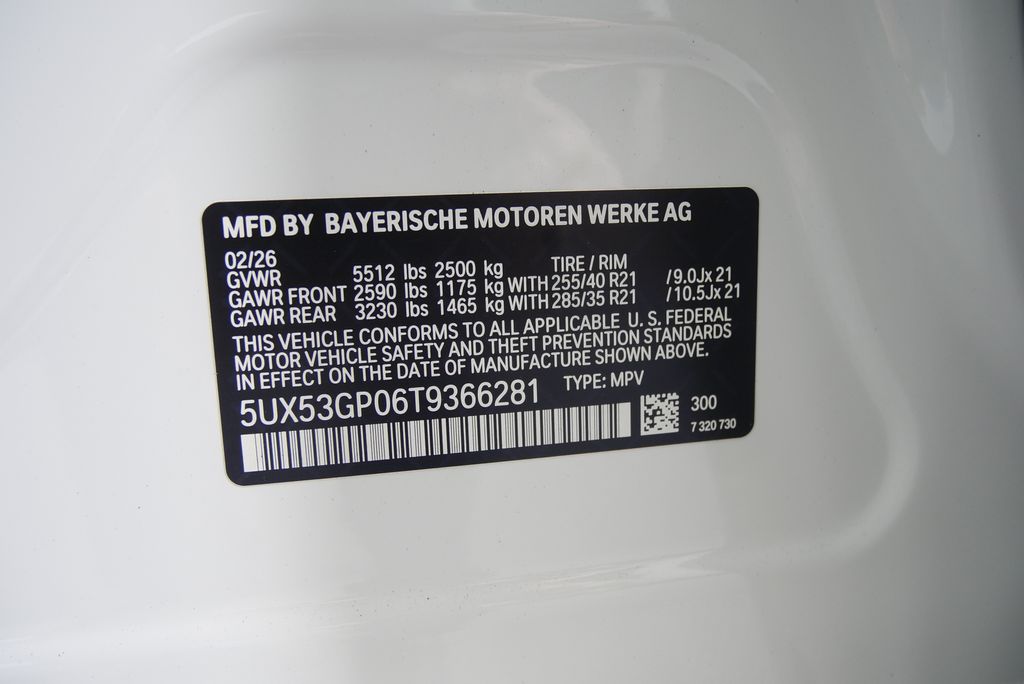 MFD BY BAYERISCHE MOTOREN WERKE AG
02/26 TIRE / RIM
GVWR 5512 lbs 2500 kg
GAWR FRONT 2590 lbs 1175 kg WITH 255/40 R21 /9.0Jx 21
GAWR REAR 3230 lbs 1465 kg WITH 285/35 R21 /10.5Jx 21
THIS VEHICLE CONFORMS TO ALL APPLICABLE U. S. FEDERAL
MOTOR VEHICLE SAFETY AND THEFT PREVENTION STANDARDS
IN EFFECT ON THE DATE OF MANUFACTURE SHOWN ABOVE.
5UX53GP06T9366281 TYPE: MPV
300
7 320 730